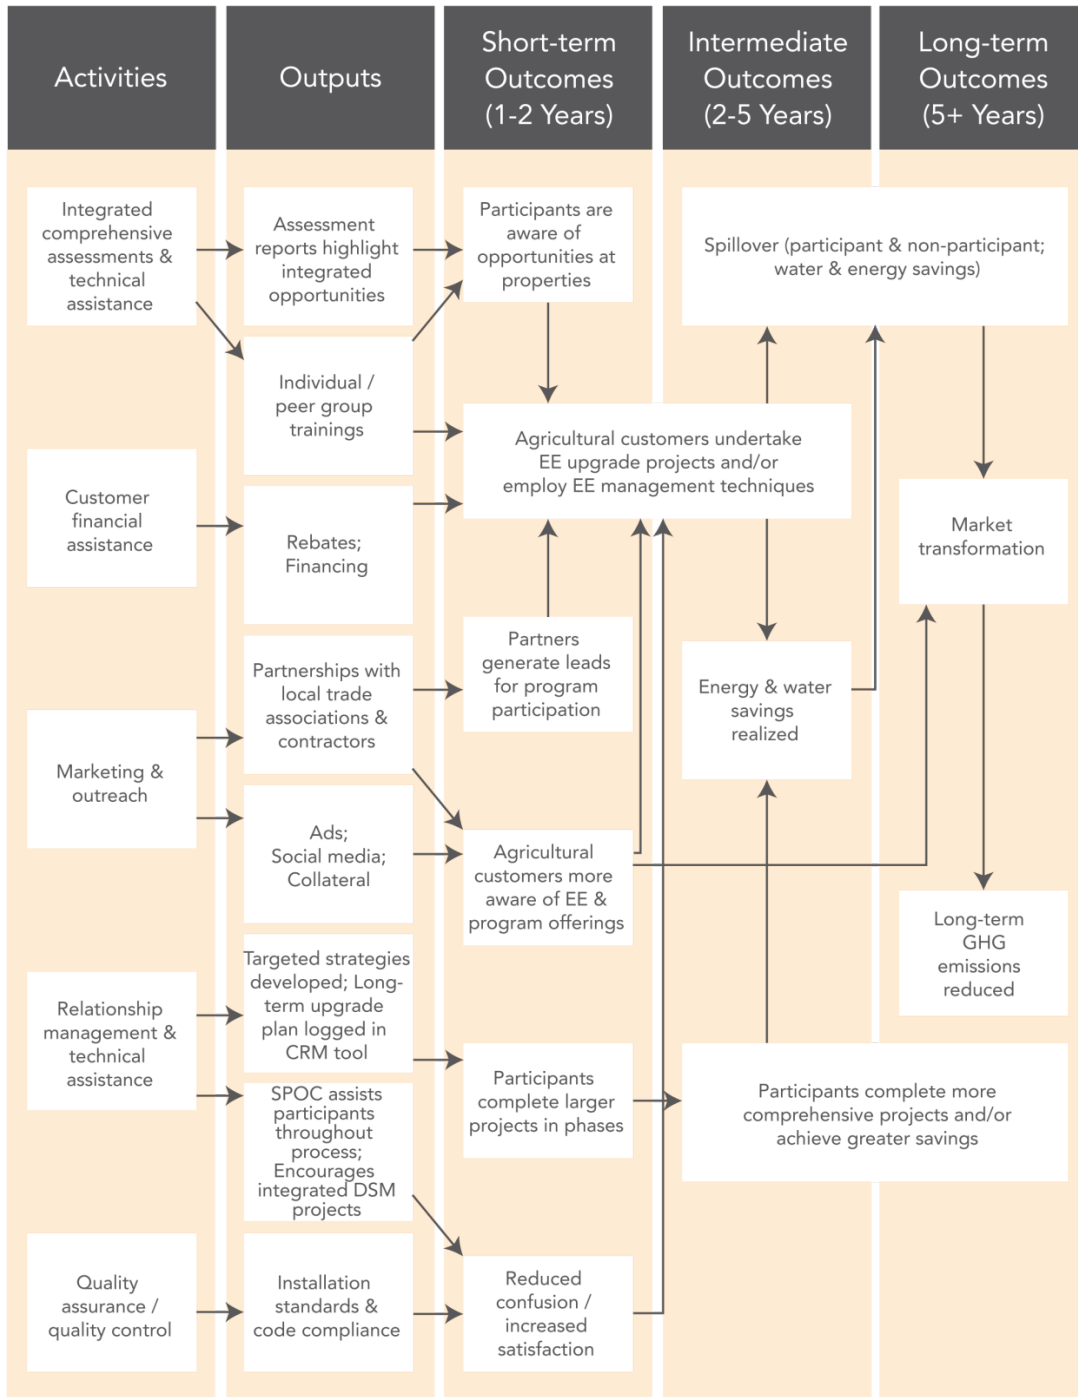 Activities
Outputs
Short-term
Outcomes
(1-2 Years)
Intermediate
Outcomes
(2-5 Years)
Long-term
Outcomes
(5+ Years)
Integrated
comprehensive
assessments &
technical
assistance
Assessment
reports highlight
integrated
opportunities
Participants are
aware of
opportunities at
properties
Spillover (participant & non-participant;
water & energy savings)
Individual /
peer group
trainings
Agricultural customers undertake
EE upgrade projects and/or
employ EE management techniques
Customer
financial
assistance
Rebates;
Financing
Market
transformation
Partnerships with
local trade
associations &
contractors
Partners
generate leads
for program
participation
Energy & water
savings
realized
Marketing &
outreach
Ads;
Social media;
Collateral
Agricultural
customers more
aware of EE &
program offerings
Long-term
GHG
emissions
reduced
Relationship
management &
technical
assistance
Targeted strategies
developed; Long-
term upgrade
plan logged in
CRM tool
Participants
complete larger
projects in phases
Participants complete more
comprehensive projects and/or
achieve greater savings
SPOC assists
participants
throughout
process;
Encourages
integrated DSM
projects
Quality
assurance /
quality control
Installation
standards &
code compliance
Reduced
confusion /
increased
satisfaction